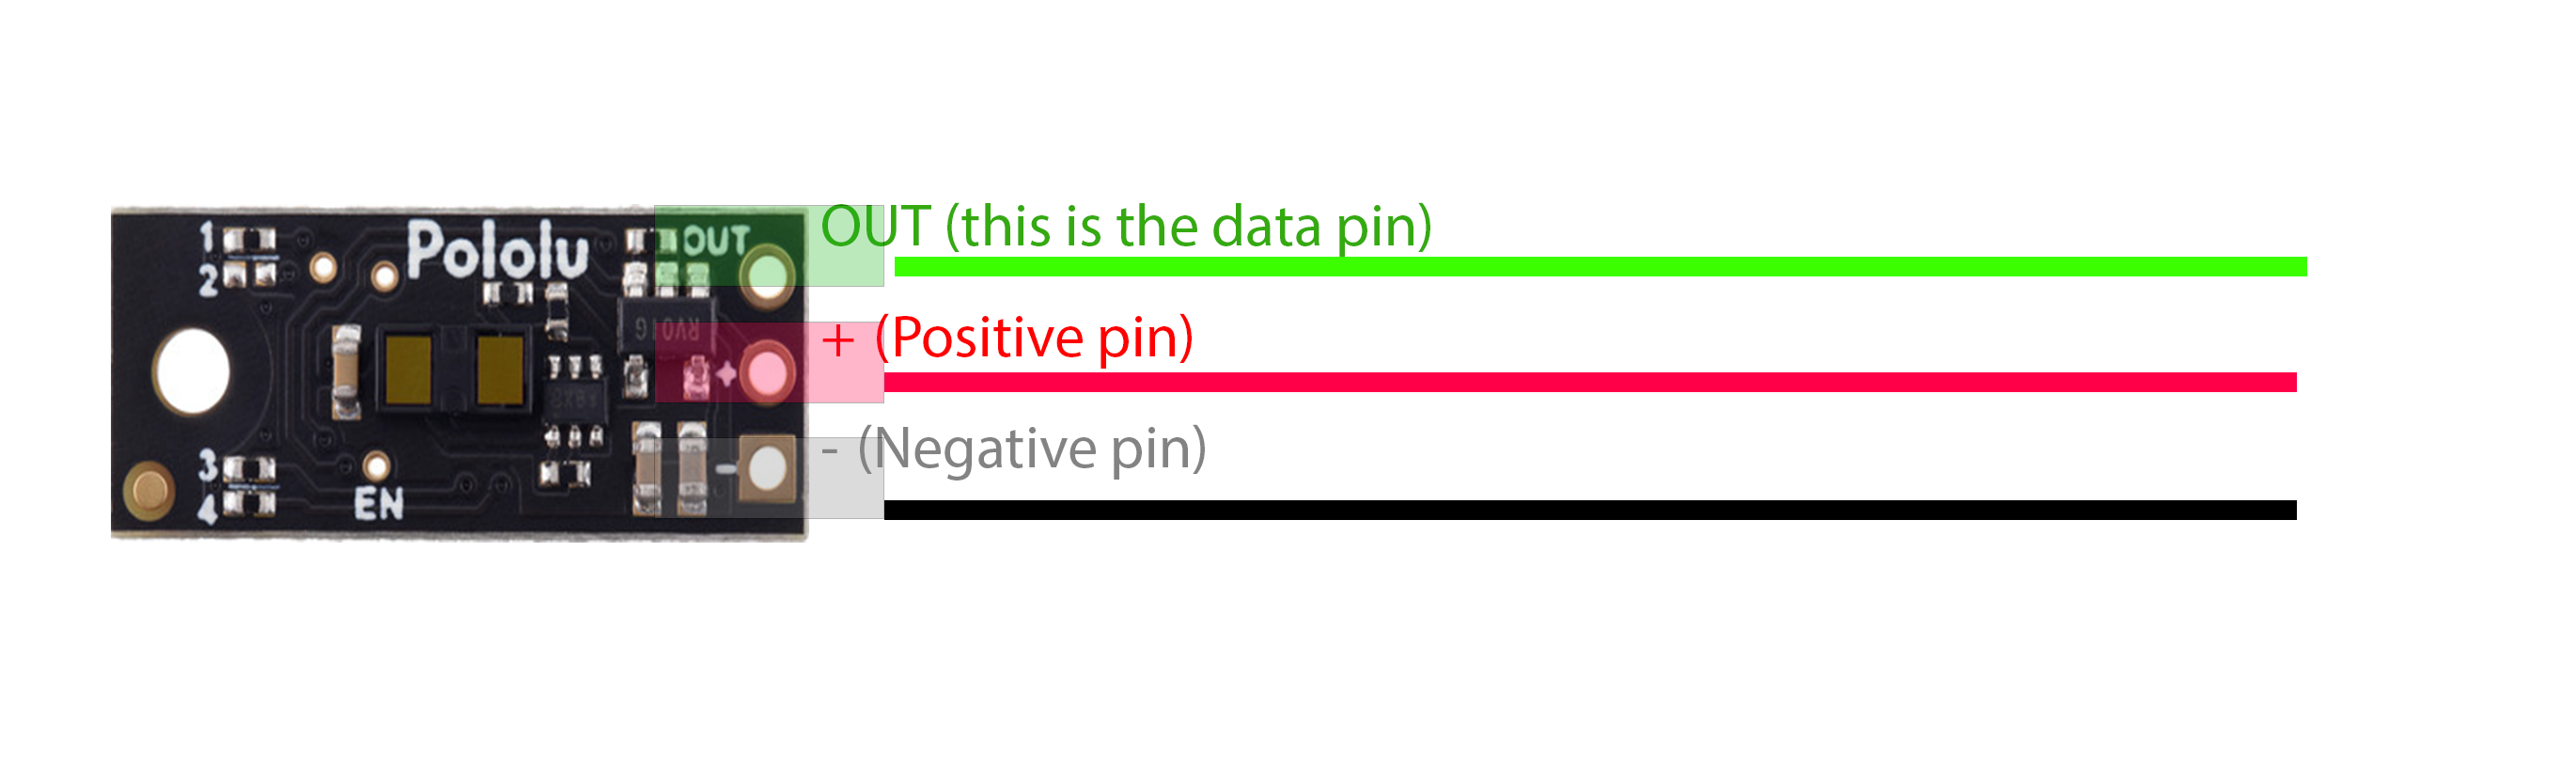 1
2
Pololu
OUT
OUT (this is the data pin)
+ (Positive pin)
+
- (Negative pin)
-
3
4
EN